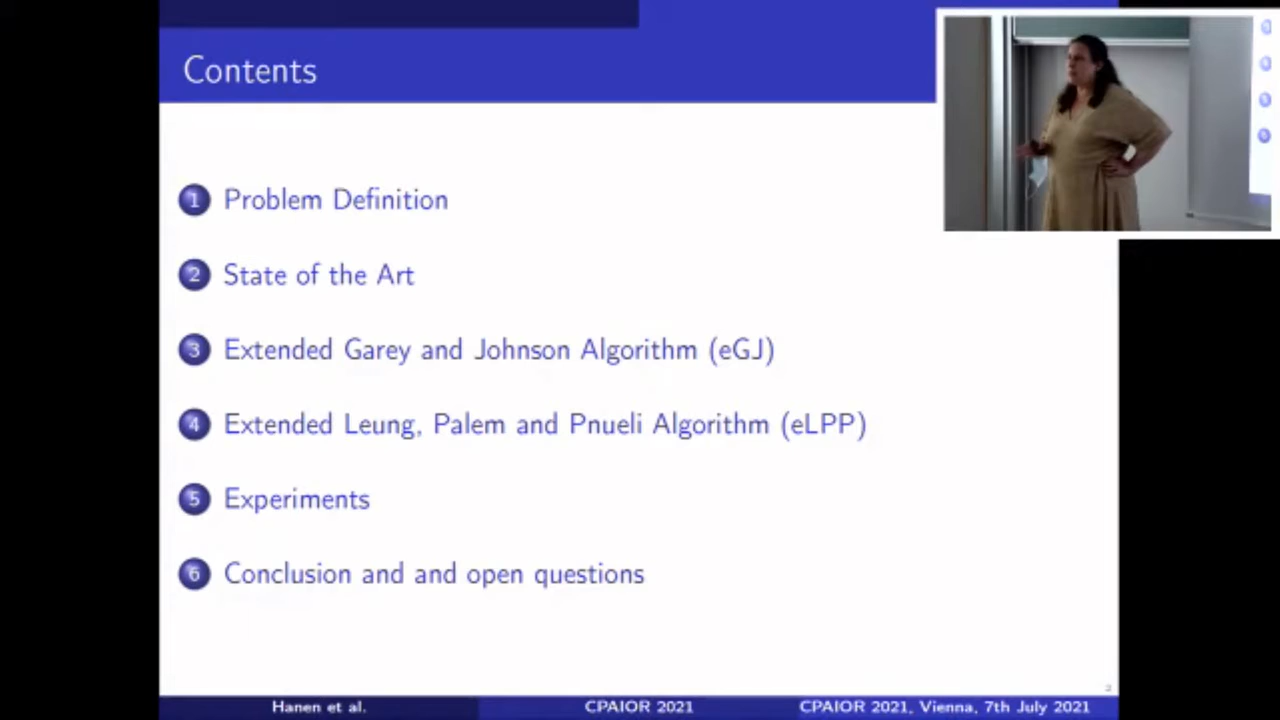 Contents
1 Problem Definition
2 State of the Art
3 Extended Garey and Johnson Algorithm (eGJ)
4 Extended Leung, Palem and Pnueli Algorithm (eLPP)
5 Experiments
6 Conclusion and and open questions
2
Hanen et al. CPAIOR 2021 CPAIOR 2021, Vienna, 7th July 2021